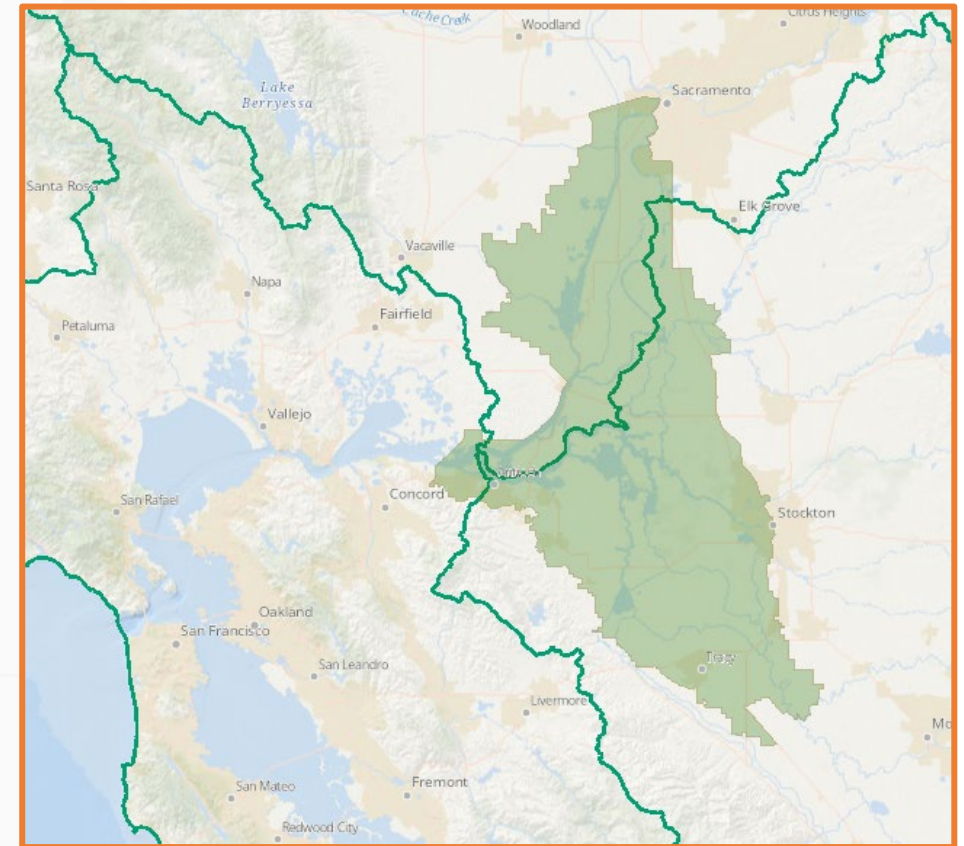 Cache Creek
Woodland
Citrus Heights
Lake
Berryessa
Sacramento
Santa Rosa
Elk Grove
Vacaville
Napa
Fairfield
Petaluma
Vallejo
Antioch
Concord
San Rafael
Stockton
Oakland
San Francisco
San Leandro
Tracy
Livermore
Mo
San Mateo
Fremont
Redwood City